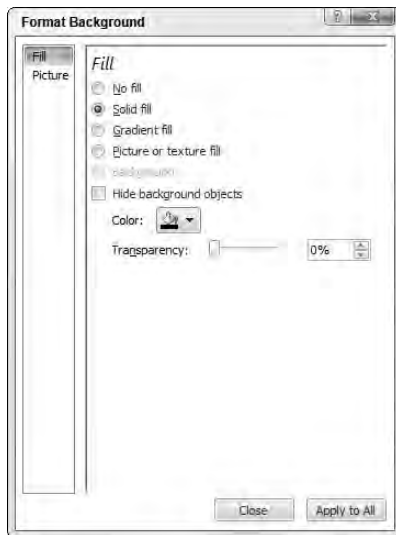 Format Background
?
Fill
Picture
Fill
No fill
Solid fill
Gradient fill
Picture or texture fill
Background
Hide background objects
Color:
Transparency:
0%
Close
Apply to All